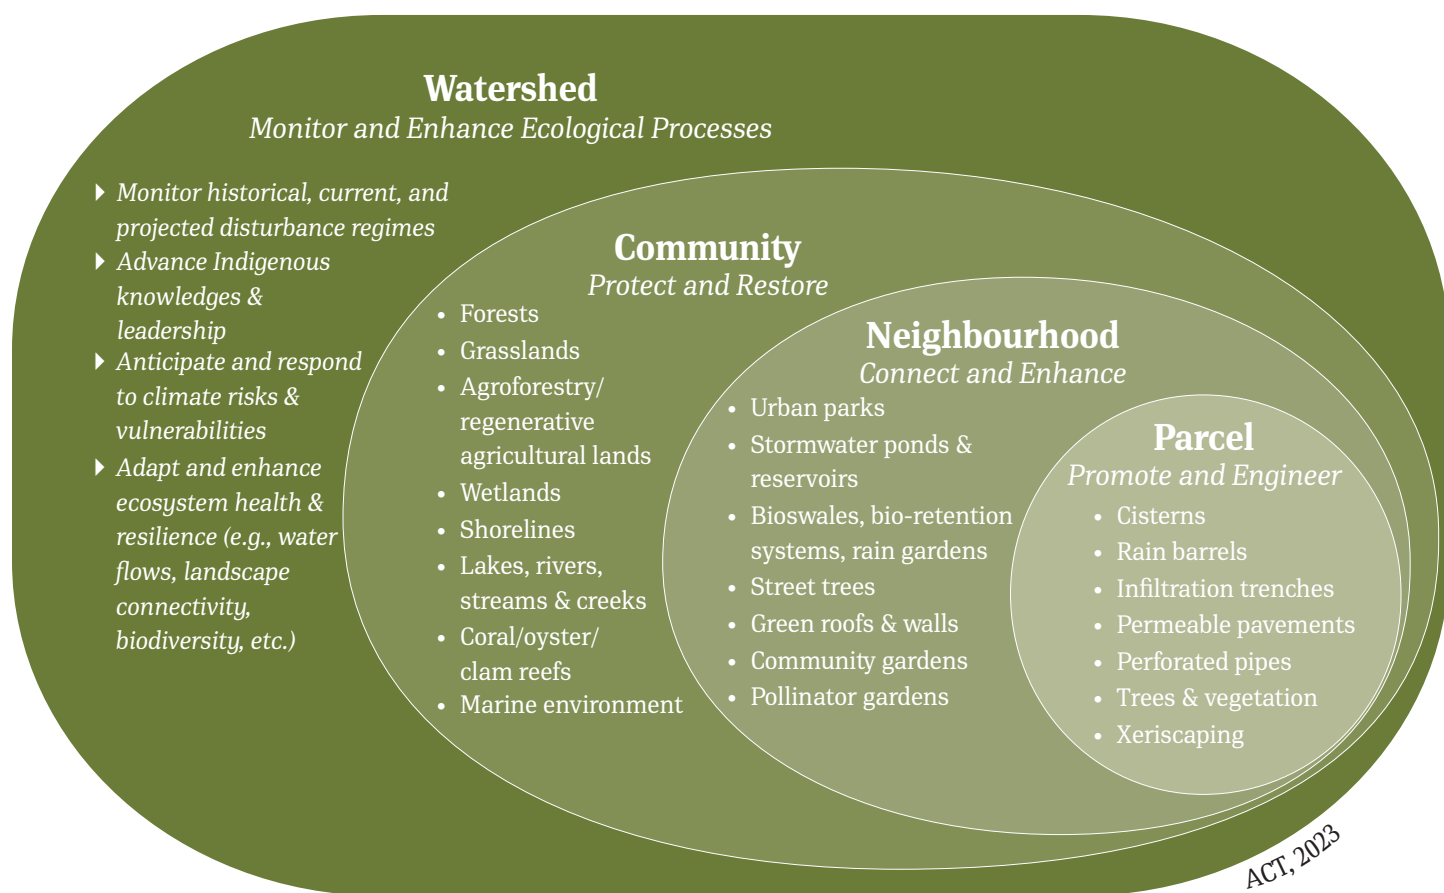 Watershed
Monitor and Enhance Ecological Processes
Monitor historical, current, and
projected disturbance regimes
Advance Indigenous
knowledges &
leadership
Anticipate and respond
to climate risks &
vulnerabilities
Adapt and enhance
ecosystem health &
resilience (e.g., water
flows, landscape
connectivity,
biodiversity, etc.)
Community
Protect and Restore
• Forests
• Grasslands
• Agroforestry/
regenerative
agricultural lands
• Wetlands
• Shorelines
• Lakes, rivers,
streams & creeks
• Coral/oyster/
clam reefs
• Marine environment
Neighbourhood
Connect and Enhance
• Urban parks
• Stormwater ponds &
reservoirs
• Bioswales, bio-retention
systems, rain gardens
• Street trees
• Green roofs & walls
• Community gardens
• Pollinator gardens
Parcel
Promote and Engineer
• Cisterns
• Rain barrels
• Infiltration trenches
• Permeable pavements
• Perforated pipes
• Trees & vegetation
• Xeriscaping
ACT, 2023